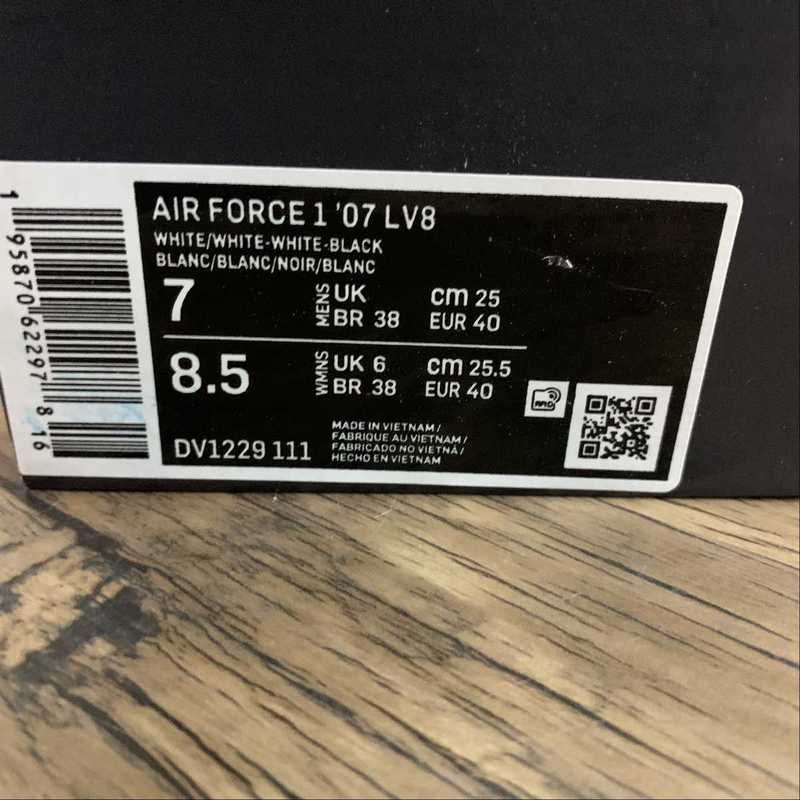 AIR FORCE 1 '07 LV8
WHITE/WHITE-WHITE-BLACK
BLANC/BLANC/NOIR/BLANC
7 MENS UK cm 25
BR 38 EUR 40
8.5 WMNS UK 6 cm 25.5
BR 38 EUR 40
DV1229 111
MADE IN VIETNAM/
FABRIQUE AU VIETNAM/
FABRICADO NO VIETNÃ/
HECHO EN VIETNAM
RFID
1 95870 62297 8 16